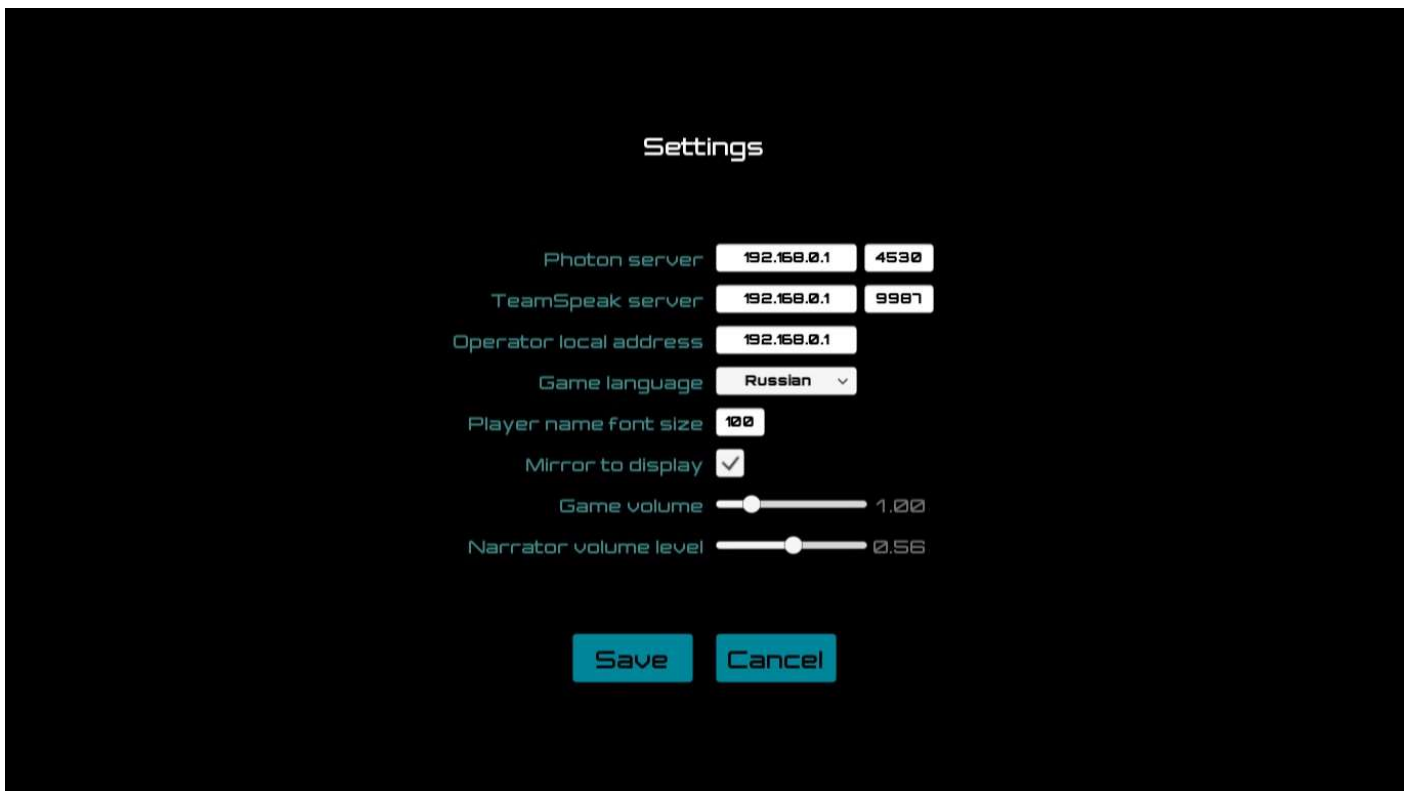 Settings
Photon server 192.168.0.1 4530
TeamSpeak server 192.168.0.1 9987
Operator local address 192.168.0.1
Game language Russian
Player name font size 100
Mirror to display
Game volume 1.00
Narrator volume level 0.56
Save Cancel